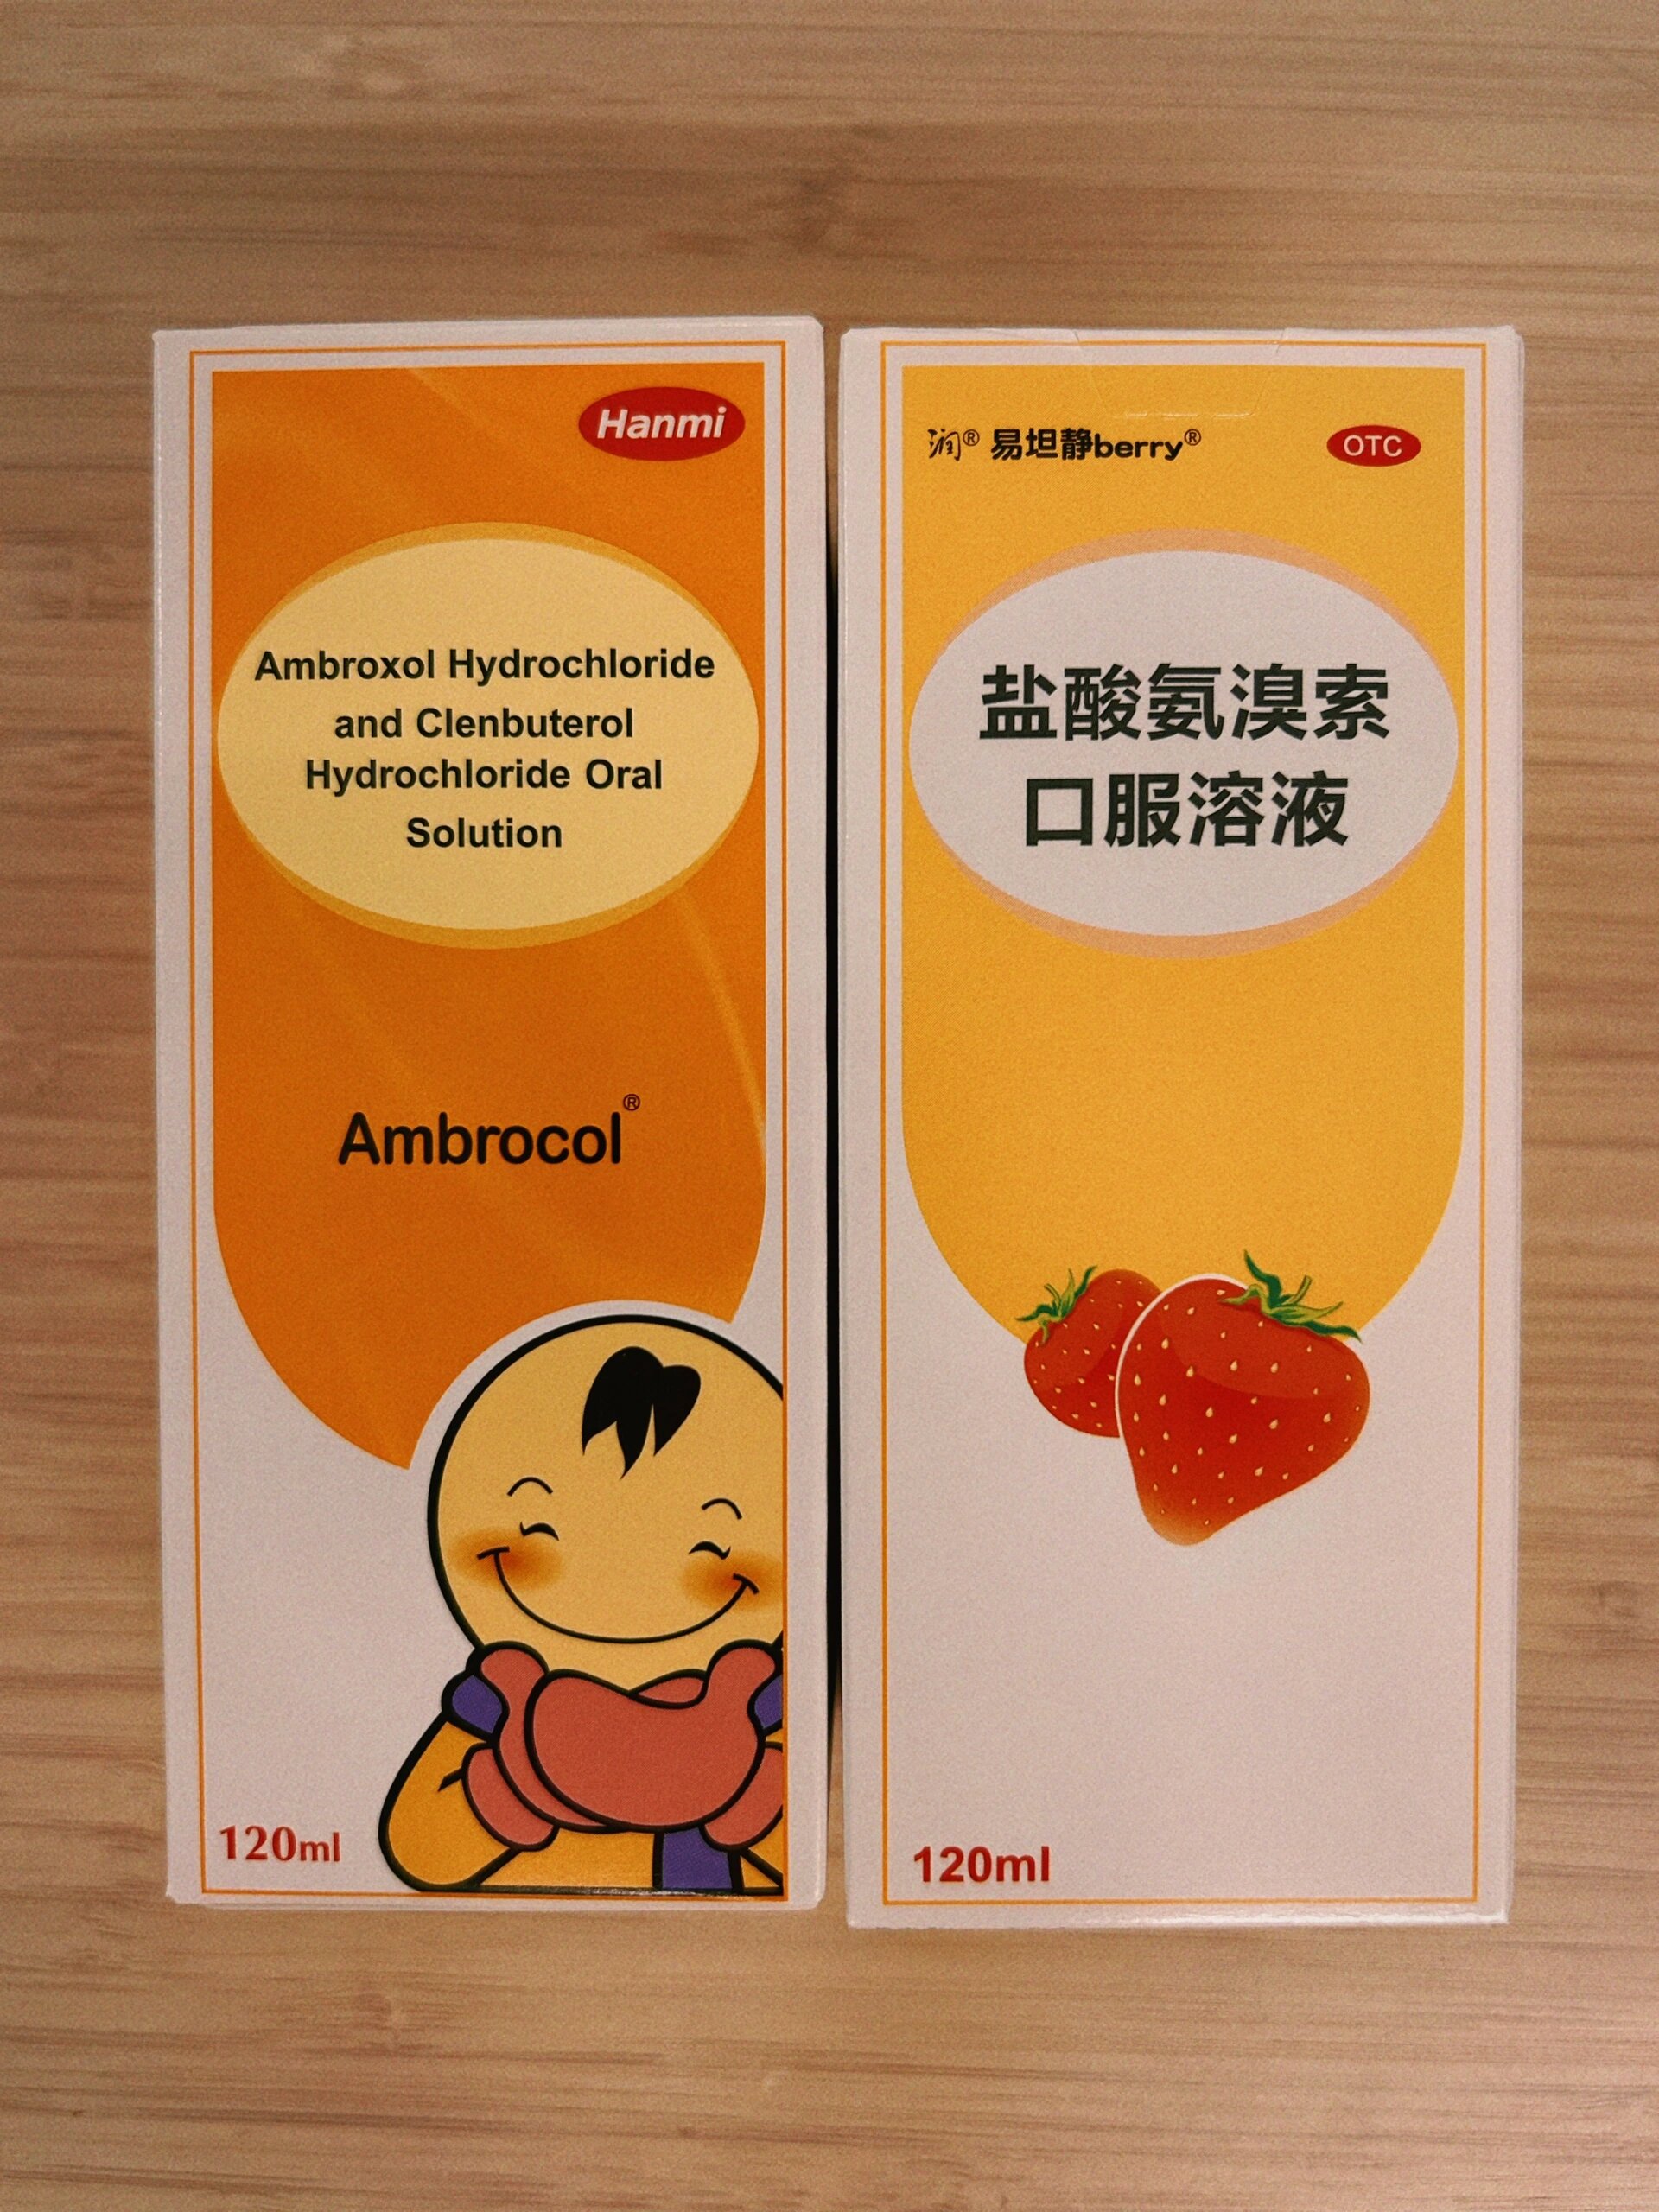 Hanmi
Ambroxol Hydrochloride
and Clenbuterol
Hydrochloride Oral
Solution
Ambrocol®
120ml
润® 易坦静berry®
OTC
盐酸氨溴索
口服溶液
120ml